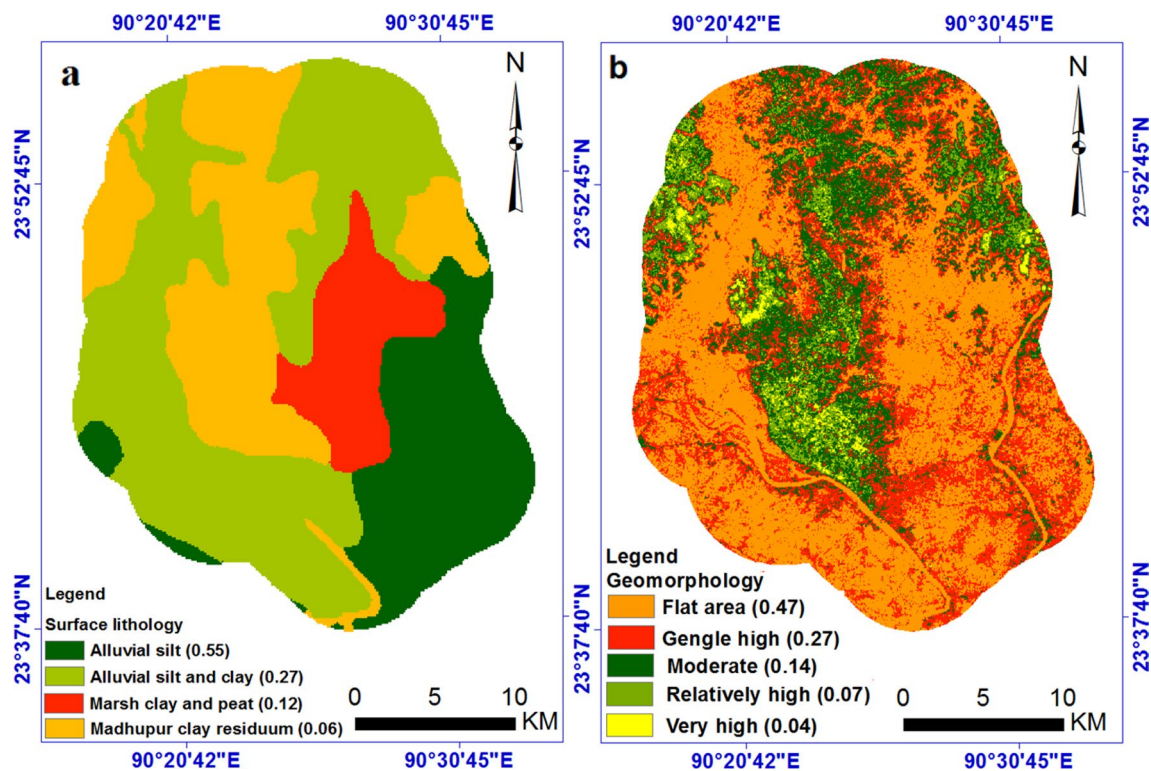 90°20'42"E
90°30'45"E
90°20'42"E
90°30'45"E
a
N
b
N
23°52'45"N
23°52'45"N
23°52'45"N
23°37'40"N
23°37'40"N
23°37'40"N
Legend
Surface lithology
Alluvial silt (0.55)
Alluvial silt and clay (0.27)
Marsh clay and peat (0.12)
Madhupur clay residuum (0.06)
0 5 10
KM
Legend
Geomorphology
Flat area (0.47)
Gengle high (0.27)
Moderate (0.14)
Relatively high (0.07)
Very high (0.04)
0 5 10
KM
90°20'42"E
90°30'45"E
90°20'42"E
90°30'45"E